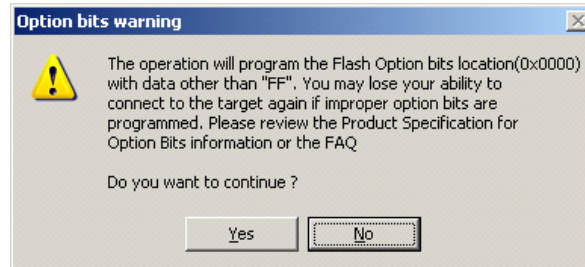 Option bits warning
The operation will program the Flash Option bits location(0x0000)
with data other than "FF". You may lose your ability to
connect to the target again if improper option bits are
programmed. Please review the Product Specification for
Option Bits information or the FAQ
Do you want to continue ?
Yes
No